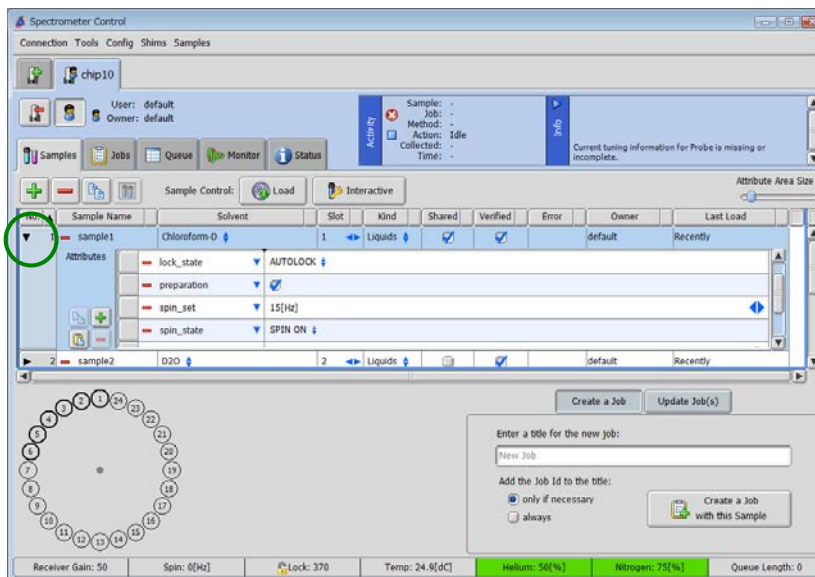 Spectrometer Control
Connection Tools Config Shims Samples
chip10
User: default
Owner: default
Activity
Sample: -
Job: -
Method: -
Action: Idle
Collected: -
Time: -
Info
Current tuning information for Probe is missing or
incomplete.
Samples Jobs Queue Monitor Status
Sample Control: Load Interactive
Attribute Area Size
No. Sample Name Solvent Slot Kind Shared Verified Error Owner Last Load
1 sample1 Chloroform-D 1 Liquids default Recently
Attributes
lock_state AUTOLOCK
preparation
spin_set 15[Hz]
spin_state SPIN ON
2 sample2 D2O 2 Liquids default Recently
1 2 3 4 5 6 7 8 9 10 11 12 13 14 15 16 17 18 19 20 21 22 23 24
Create a Job Update Job(s)
Enter a title for the new job:
New Job
Add the Job Id to the title:
only if necessary
always
Create a Job
with this Sample
Receiver Gain: 50 Spin: 0[Hz] Lock: 370 Temp: 24.9[dC] Helium: 50[%] Nitrogen: 75[%] Queue Length: 0